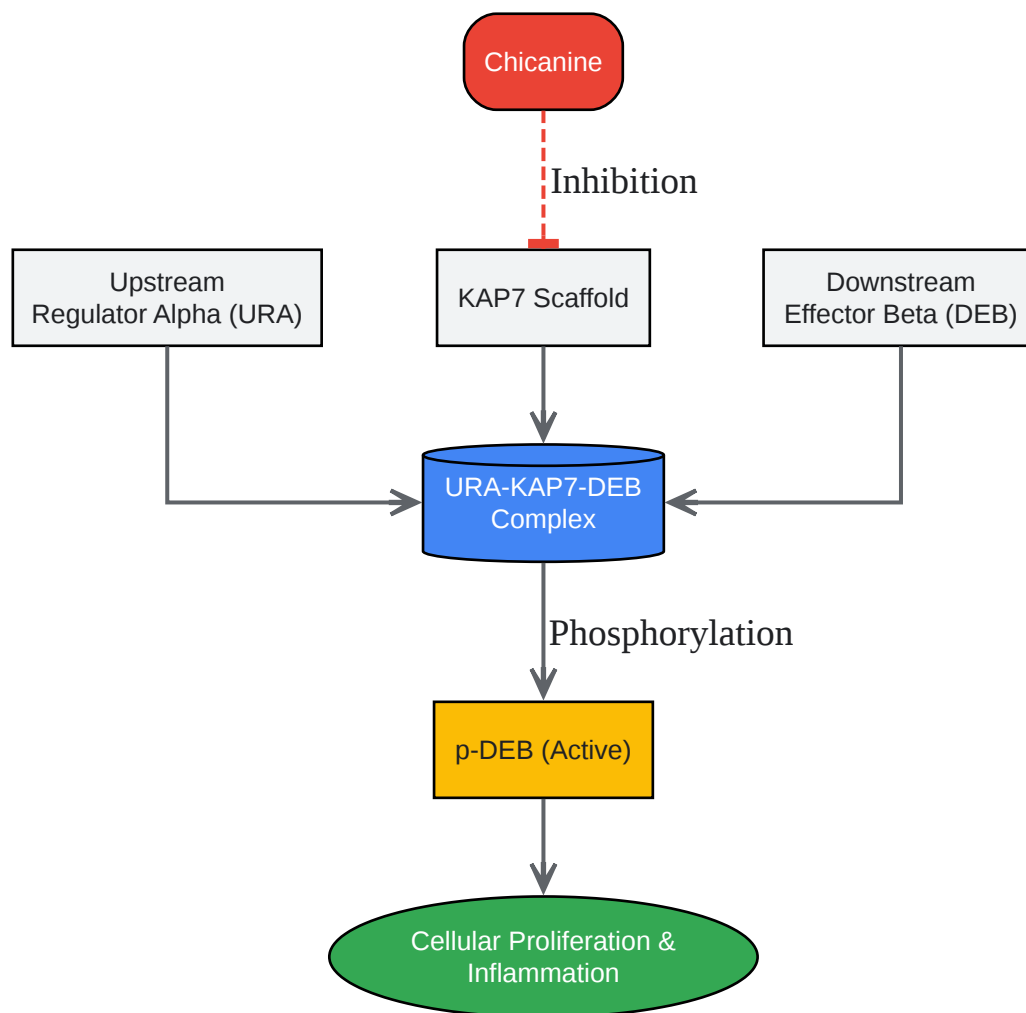 Chicanine
Inhibition
Upstream
Regulator Alpha (URA)
KAP7 Scaffold
Downstream
Effector Beta (DEB)
URA-KAP7-DEB
Complex
Phosphorylation
p-DEB (Active)
Cellular Proliferation &
Inflammation